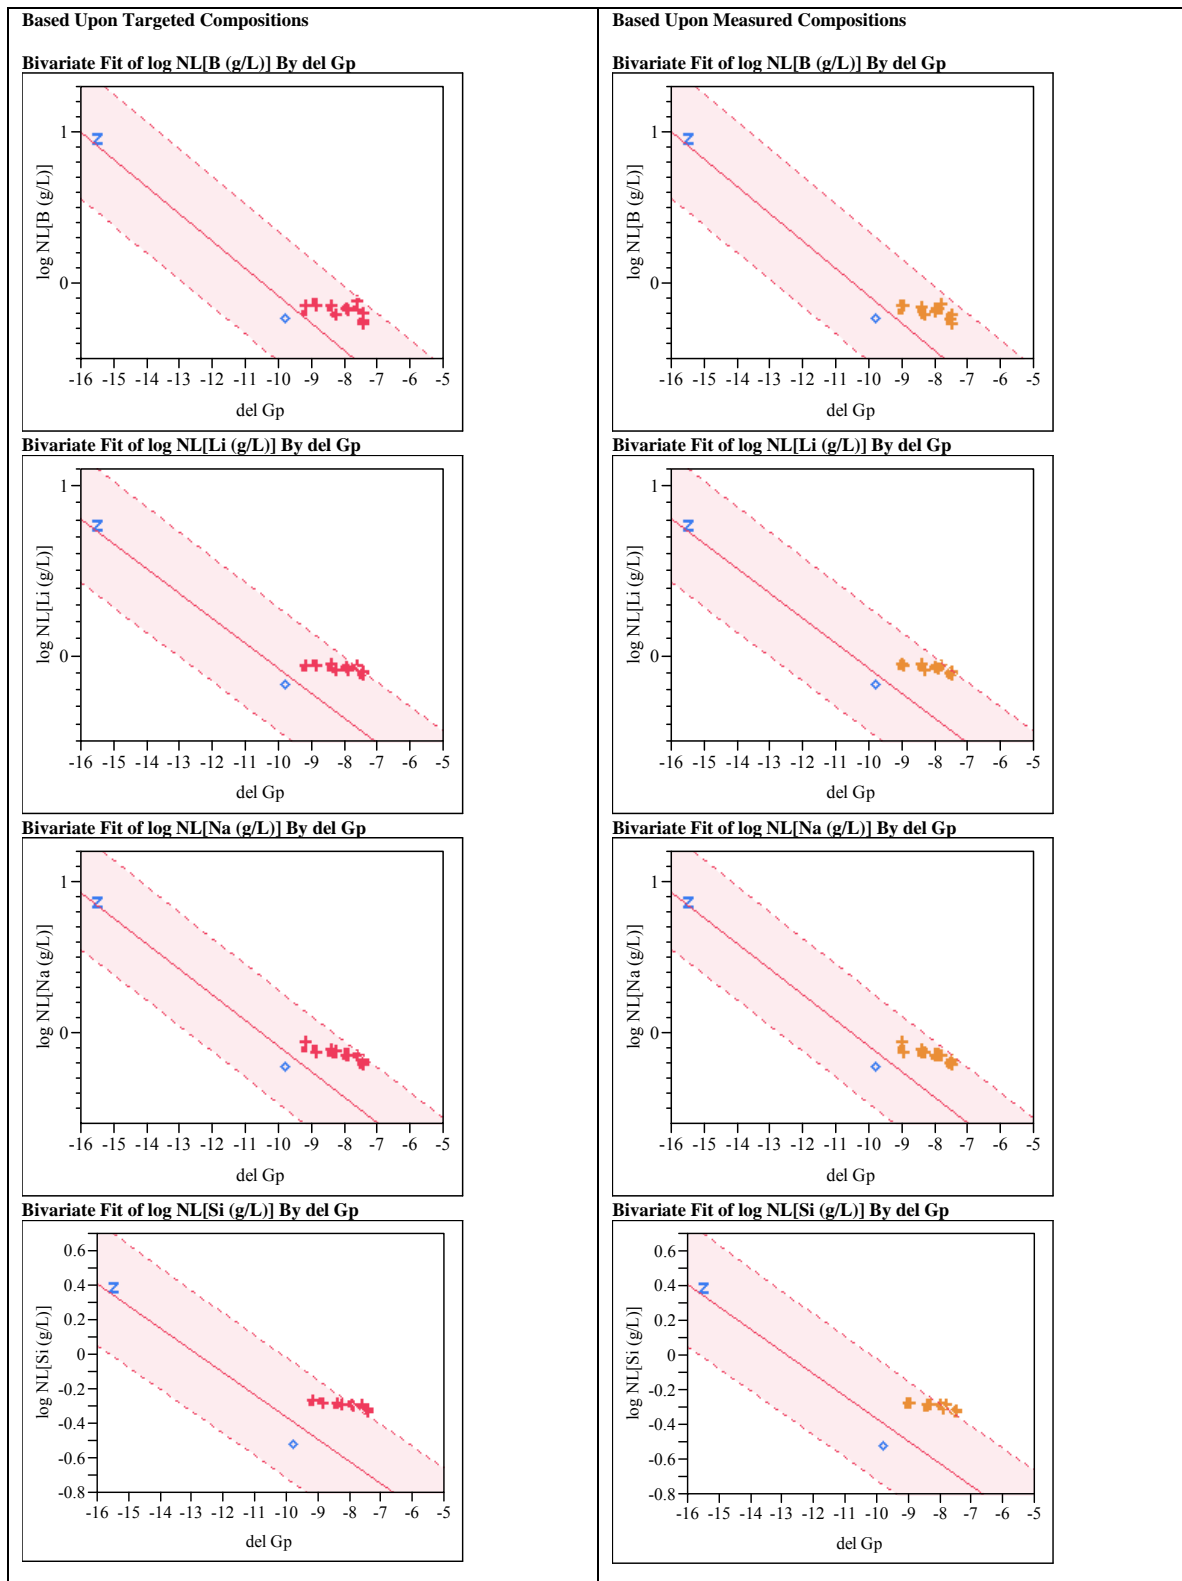 Based Upon Targeted Compositions
Bivariate Fit of log NL[B (g/L)] By del Gp
log NL[B (g/L)]
1
0
-16 -15 -14 -13 -12 -11 -10 -9 -8 -7 -6 -5
del Gp
Bivariate Fit of log NL[Li (g/L)] By del Gp
log NL[Li (g/L)]
1
0
-16 -15 -14 -13 -12 -11 -10 -9 -8 -7 -6 -5
del Gp
Bivariate Fit of log NL[Na (g/L)] By del Gp
log NL[Na (g/L)]
1
0
-16 -15 -14 -13 -12 -11 -10 -9 -8 -7 -6 -5
del Gp
Bivariate Fit of log NL[Si (g/L)] By del Gp
log NL[Si (g/L)]
0.6
0.4
0.2
0
-0.2
-0.4
-0.6
-0.8
-16 -15 -14 -13 -12 -11 -10 -9 -8 -7 -6 -5
del Gp
Based Upon Measured Compositions
Bivariate Fit of log NL[B (g/L)] By del Gp
log NL[B (g/L)]
1
0
-16 -15 -14 -13 -12 -11 -10 -9 -8 -7 -6 -5
del Gp
Bivariate Fit of log NL[Li (g/L)] By del Gp
log NL[Li (g/L)]
1
0
-16 -15 -14 -13 -12 -11 -10 -9 -8 -7 -6 -5
del Gp
Bivariate Fit of log NL[Na (g/L)] By del Gp
log NL[Na (g/L)]
1
0
-16 -15 -14 -13 -12 -11 -10 -9 -8 -7 -6 -5
del Gp
Bivariate Fit of log NL[Si (g/L)] By del Gp
log NL[Si (g/L)]
0.6
0.4
0.2
0
-0.2
-0.4
-0.6
-0.8
-16 -15 -14 -13 -12 -11 -10 -9 -8 -7 -6 -5
del Gp